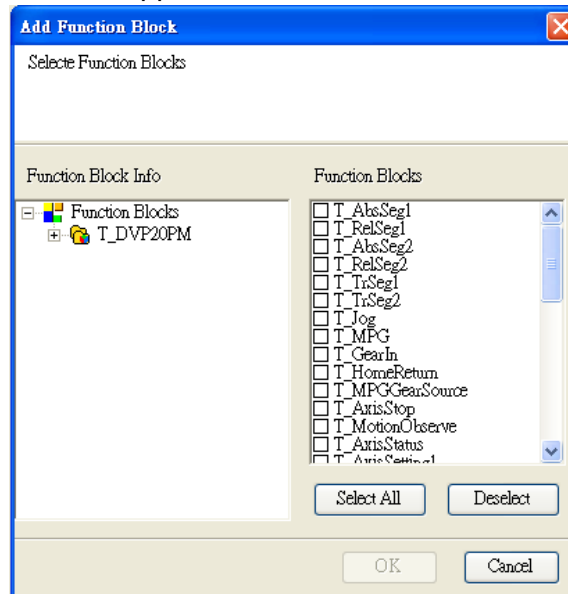 Add Function Block
Selecte Function Blocks
Function Block Info
Function Blocks
T_DVP20PM
Function Blocks
T_AbsSeg1
T_RelSeg1
T_AbsSeg2
T_RelSeg2
T_TrSeg1
T_TrSeg2
T_Jog
T_MPG
T_GearIn
T_HomeReturn
T_MPGGearSource
T_AxisStop
T_MotionObserve
T_AxisStatus
T_AxisSetting1
Select All
Deselect
OK
Cancel